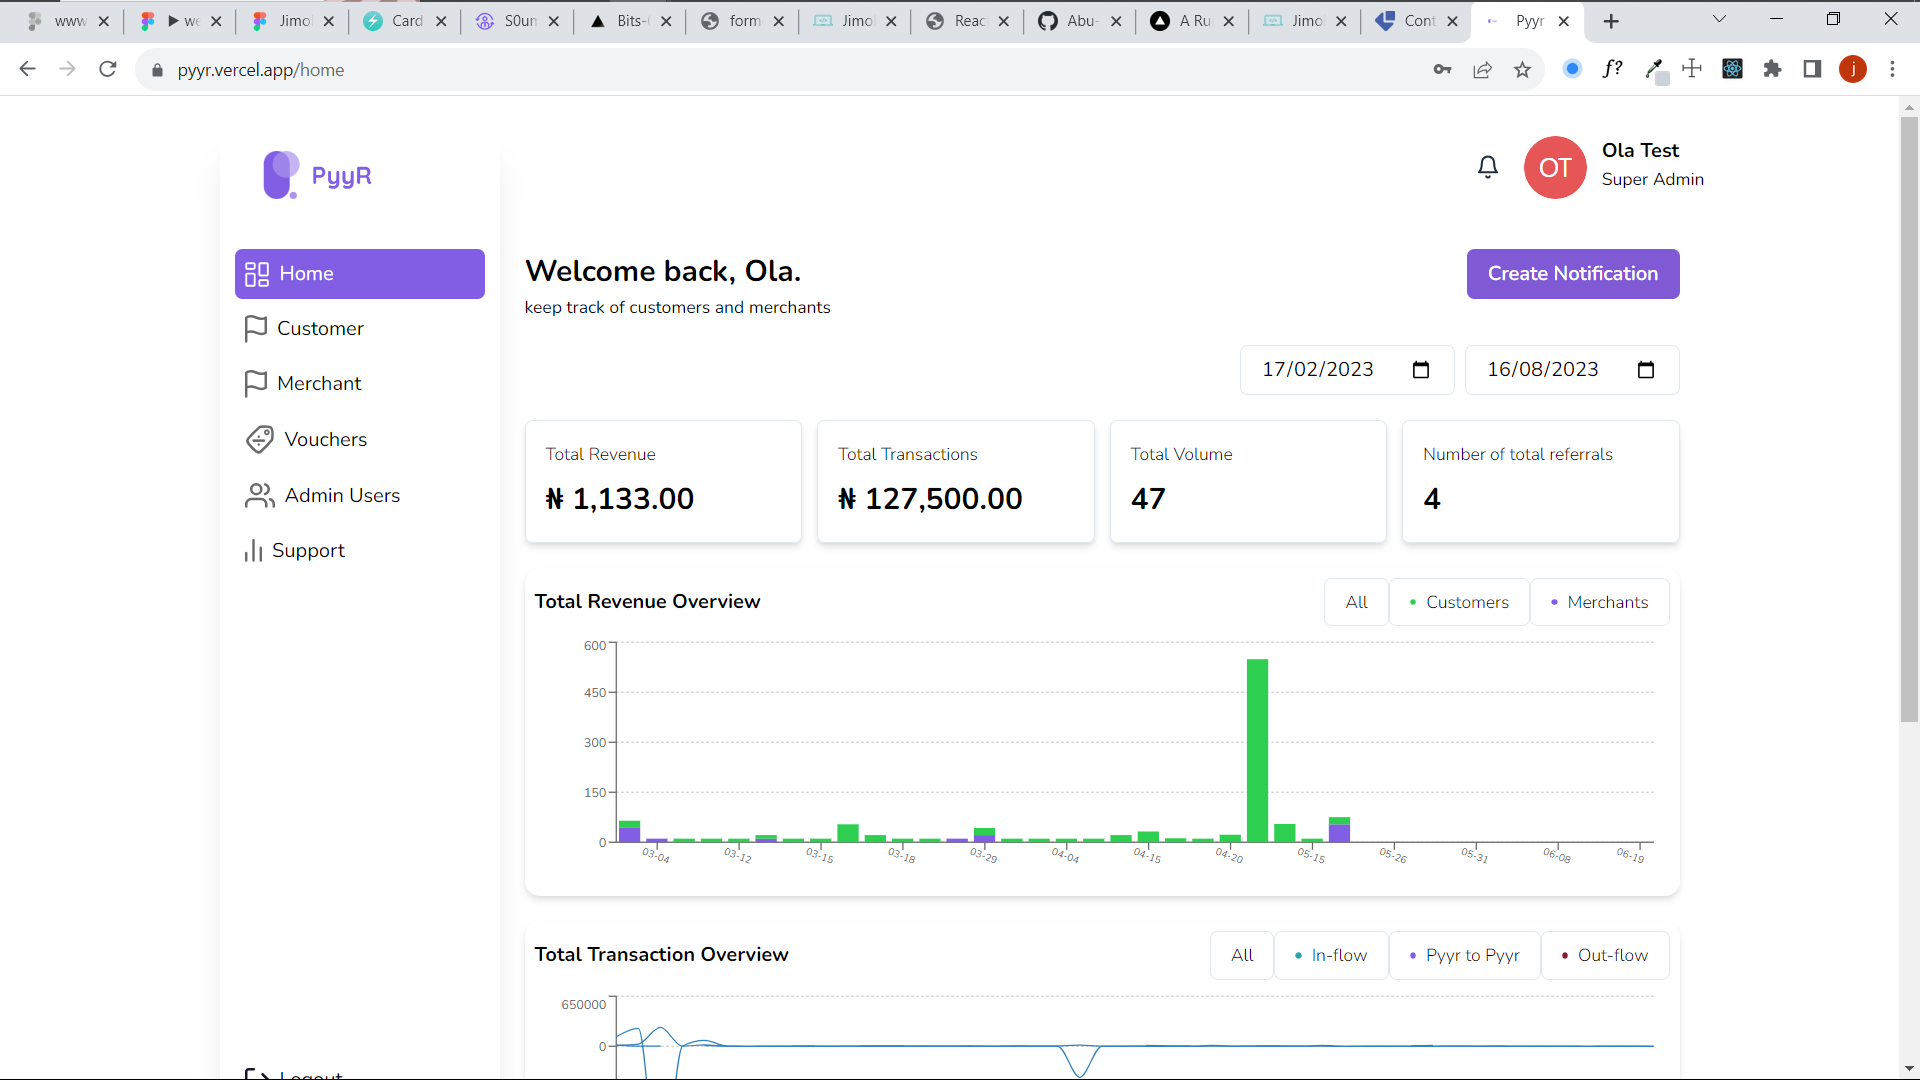 www
we
Jimo
Card
S0un
Bits-
form
Jimo
Reac
Abu-
A Ru
Jimo
Cont
Pyyr
pyyr.vercel.app/home
f?
j
PyyR
OT
Ola Test
Super Admin
Home
Customer
Merchant
Vouchers
Admin Users
Support
Logout
Welcome back, Ola.
keep track of customers and merchants
Create Notification
17/02/2023
16/08/2023
Total Revenue
₦ 1,133.00
Total Transactions
₦ 127,500.00
Total Volume
47
Number of total referrals
4
Total Revenue Overview
All
Customers
Merchants
600
450
300
150
0
03-04
03-12
03-15
03-18
03-29
04-04
04-15
04-20
05-15
05-26
05-31
06-08
06-19
Total Transaction Overview
All
In-flow
Pyyr to Pyyr
Out-flow
650000
0